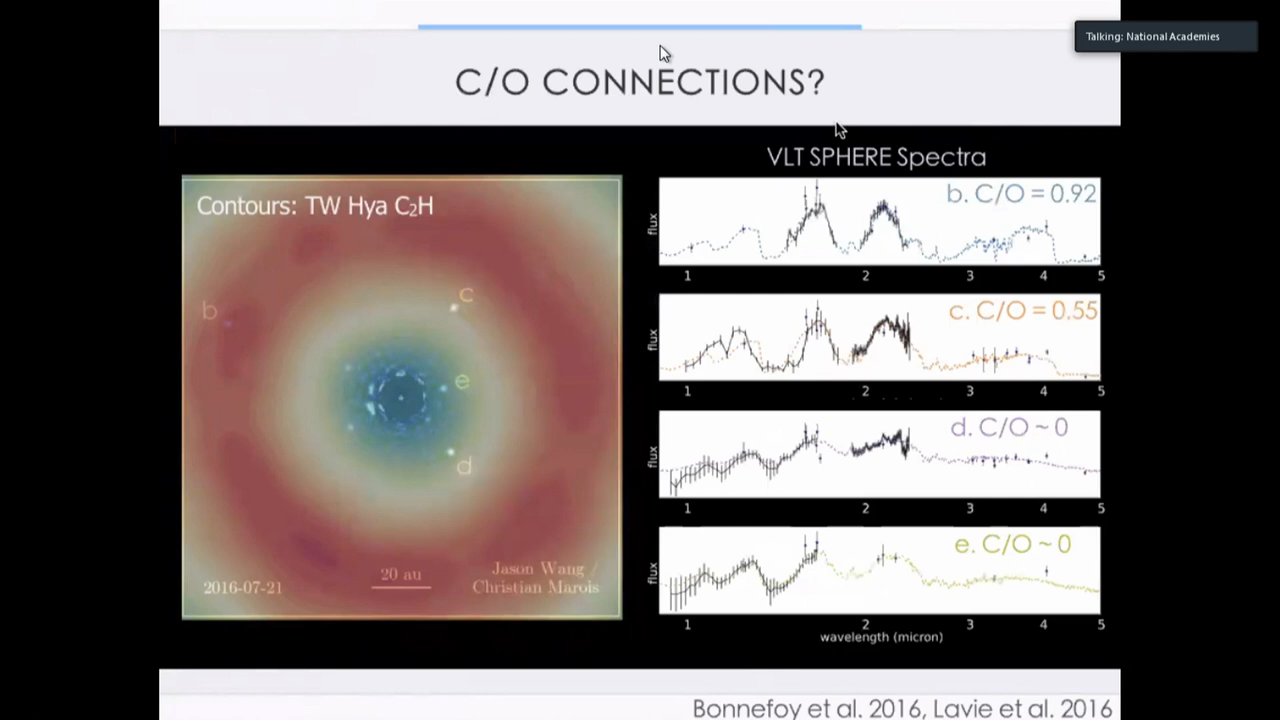 Talking: National Academies
C/O CONNECTIONS?
VLT SPHERE Spectra
Contours: TW Hya C₂H
b
c
e
d
2016-07-21
20 au
Jason Wang /
Christian Marois
b. C/O = 0.92
flux
1 2 3 4 5
c. C/O = 0.55
flux
1 2 3 4 5
d. C/O ~ 0
flux
1 2 3 4 5
e. C/O ~ 0
flux
1 2 3 4 5
wavelength (micron)
Bonnefoy et al. 2016, Lavie et al. 2016